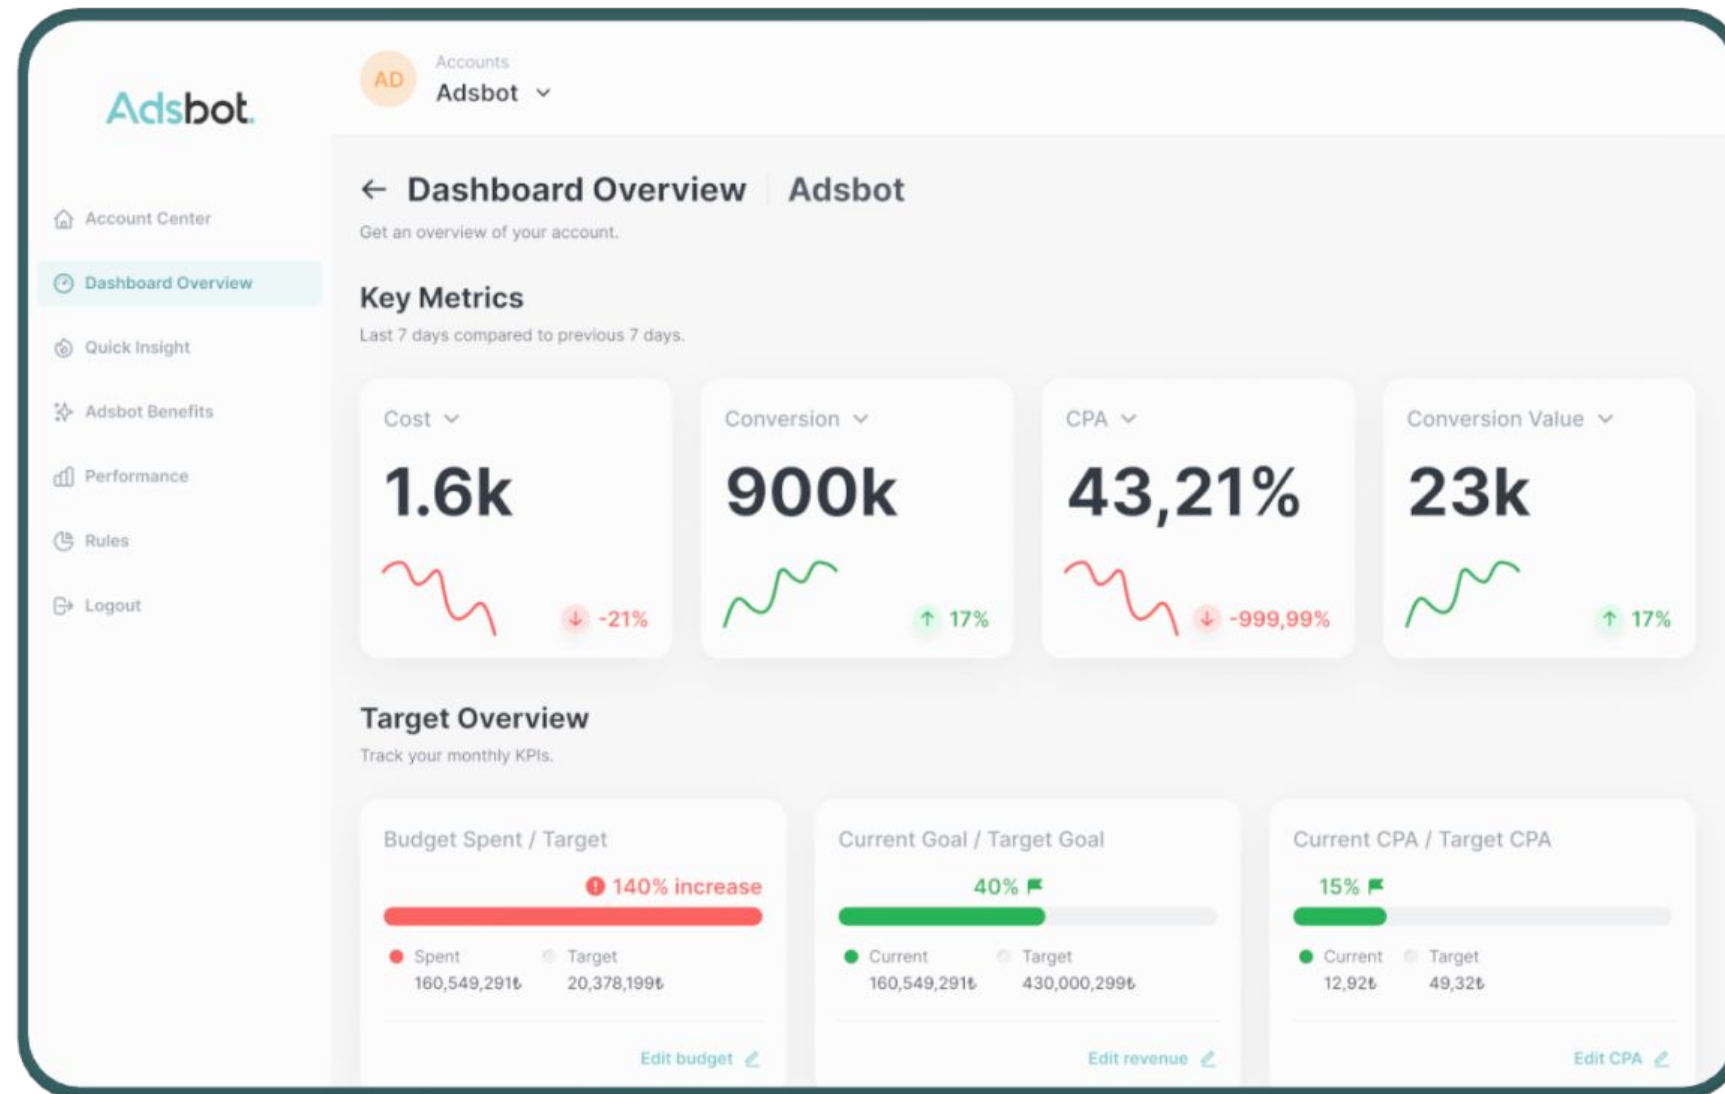 Adsbot.
Account Center
Dashboard Overview
Quick Insight
Adsbot Benefits
Performance
Rules
Logout
AD
Accounts
Adsbot
Dashboard Overview
Adsbot
Get an overview of your account.
Key Metrics
Last 7 days compared to previous 7 days.
Cost
1.6k
-21%
Conversion
900k
17%
CPA
43,21%
-999,99%
Conversion Value
23k
17%
Target Overview
Track your monthly KPIs.
Budget Spent / Target
140% increase
Spent
160,549,291₺
Target
20,378,199₺
Edit budget
Current Goal / Target Goal
40%
Current
160,549,291₺
Target
430,000,299₺
Edit revenue
Current CPA / Target CPA
15%
Current
12,92₺
Target
49,32₺
Edit CPA